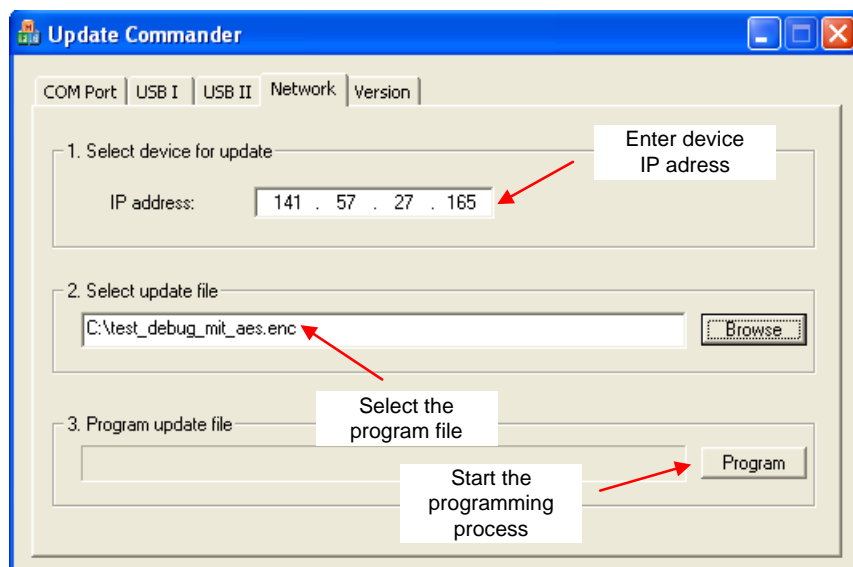 Update Commander
COM Port USB I USB II Network Version
1. Select device for update
Enter device
IP adress
IP address: 141 . 57 . 27 . 165
2. Select update file
C:\test_debug_mit_aes.enc Browse
Select the
program file
3. Program update file
Program
Start the
programming
process